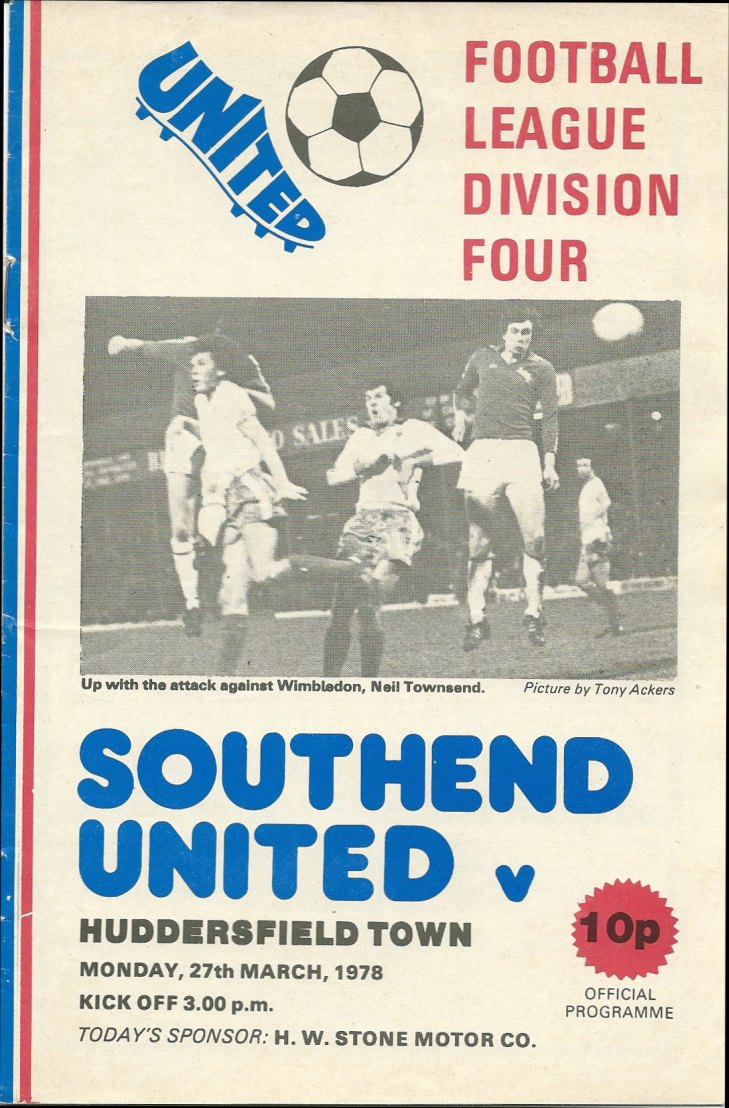 UNITED
FOOTBALL
LEAGUE
DIVISION
FOUR
SALES
Up with the attack against Wimbledon, Neil Townsend.
Picture by Tony Ackers
SOUTHEND
UNITED v
HUDDERSFIELD TOWN
MONDAY, 27th MARCH, 1978
KICK OFF 3.00 p.m.
TODAY'S SPONSOR: H. W. STONE MOTOR CO.
10p
OFFICIAL
PROGRAMME